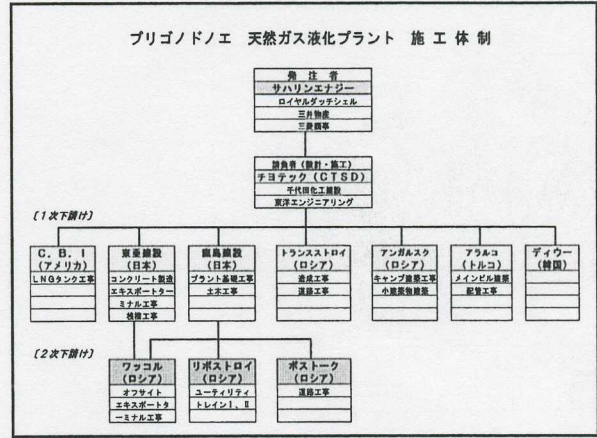 プリゴノドノエ 天然ガス液化プラント 施工体制
発注者
サハリンエナジー
ロイヤルダッチシェル
三井物産
三菱商事
請負者(設計・施工)
チヨテック(CTSD)
千代田化工建設
東洋エンジニアリング
〔1次下請け〕
C.B.I
(アメリカ)
LNGタンク工事
東亜建設
(日本)
コンクリート製造
エキスポートター
ミナル工事
桟橋工事
鹿島建設
(日本)
プラント基礎工事
土木工事
トランスストロイ
(ロシア)
造成工事
道路工事
アンガルスク
(ロシア)
キャンプ建築工事
小建築物建築
アラルコ
(トルコ)
メインビル建築
配管工事
ディウー
(韓国)
〔2次下請け〕
ワッコル
(ロシア)
オフサイト
エキスポートタ
ーミナル工事
リポストロイ
(ロシア)
ユーティリティ
トレインⅠ、Ⅱ
ボストーク
(ロシア)
道路工事